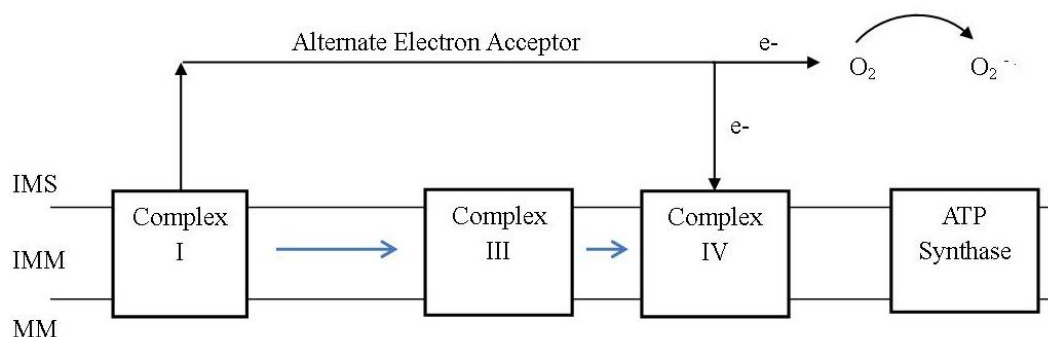 Alternate Electron Acceptor
e-
O₂
O₂⁻·
e-
IMS
Complex
I
Complex
III
Complex
IV
ATP
Synthase
IMM
MM